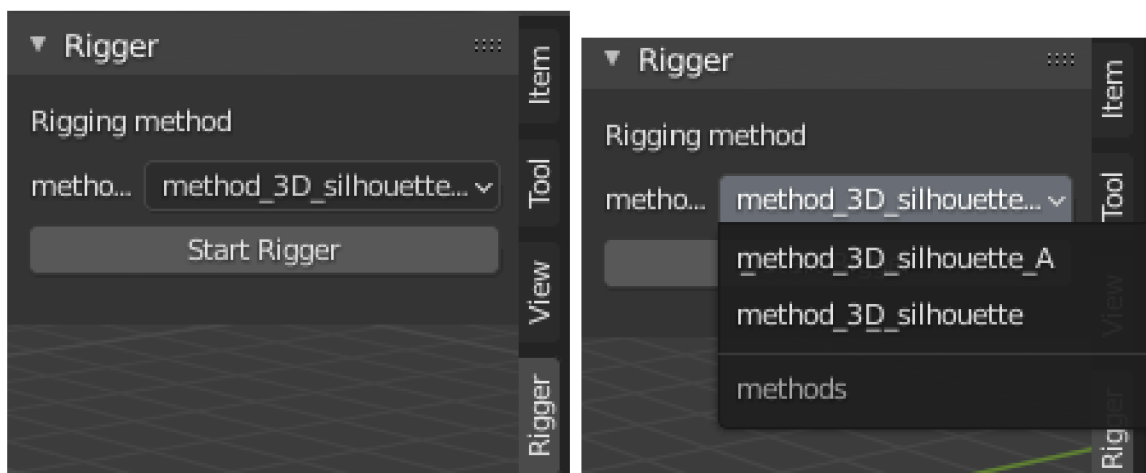 Rigger
Rigging method
metho... method_3D_silhouette...
Start Rigger
Item
Tool
View
Rigger
Rigger
Rigging method
metho... method_3D_silhouette...
method_3D_silhouette_A
method_3D_silhouette
methods
Item
Tool
View
Rigger